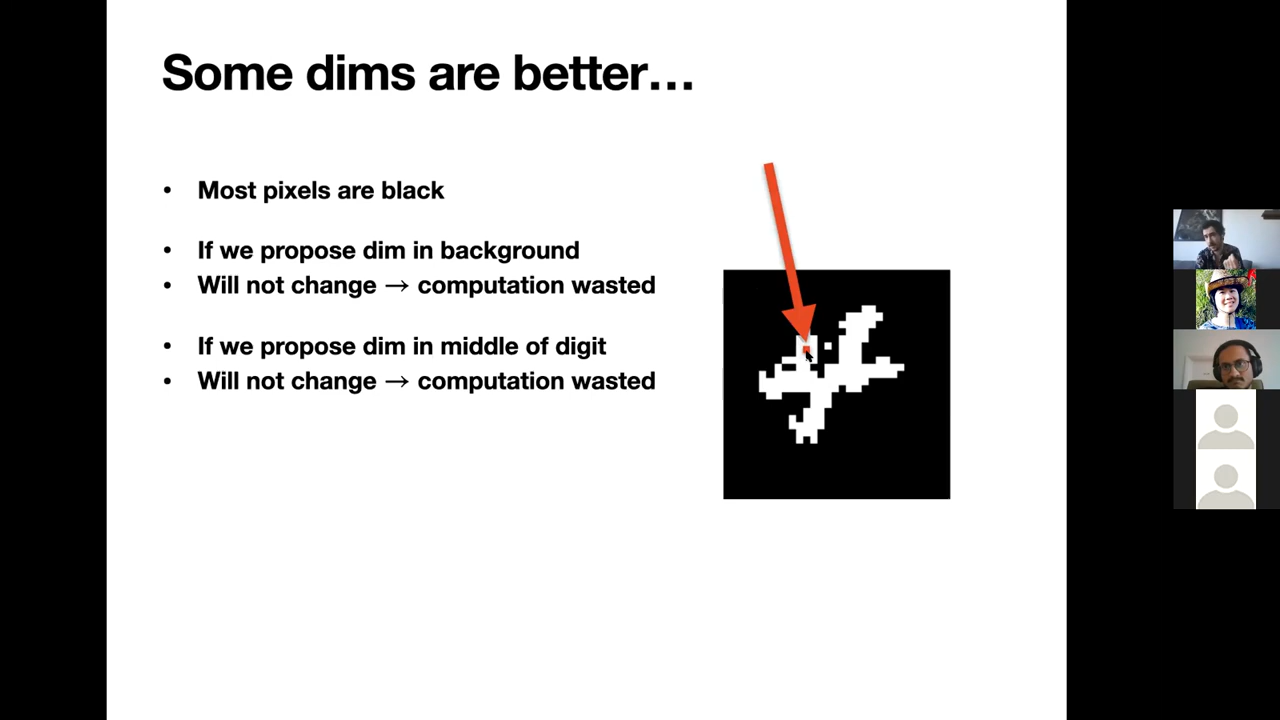 Some dims are better…
• Most pixels are black
• If we propose dim in background
• Will not change → computation wasted
• If we propose dim in middle of digit
• Will not change → computation wasted